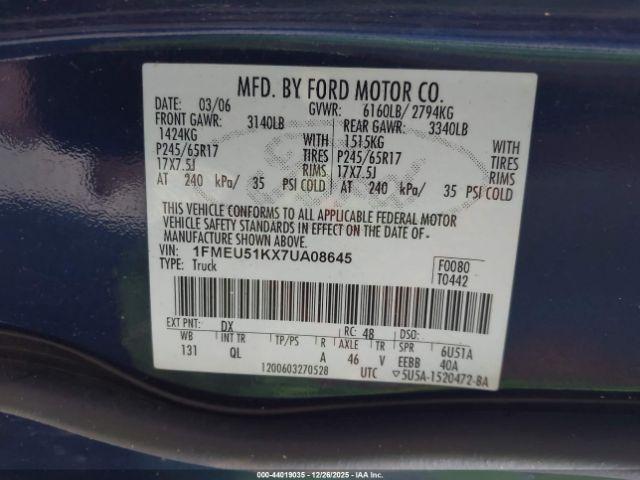 MFD. BY FORD MOTOR CO.
DATE: 03/06 GVWR: 6160LB/ 2794KG
FRONT GAWR: 3140LB REAR GAWR: 3340LB
1424KG WITH 1515KG WITH
P245/65R17 TIRES P245/65R17 TIRES
17X7.5J RIMS 17X7.5J RIMS
AT 240 kPa/ 35 PSI COLD AT 240 kPa/ 35 PSI COLD
THIS VEHICLE CONFORMS TO ALL APPLICABLE FEDERAL MOTOR
VEHICLE SAFETY STANDARDS IN EFFECT ON THE DATE OF
MANUFACTURE SHOWN ABOVE.
VIN: 1FMEU51KX7UA08645 F0080
TYPE: Truck T0442
EXT PNT: DX RC: 48 DSO:
WB INT TR TP/PS R AXLE TR SPR 6U51A
131 QL A 46 V EEBB 40A
1200603270528 UTC ▽5U5A-1520472-BA
Ford
00-44019035 - 12/26/2025 - IAA Inc.